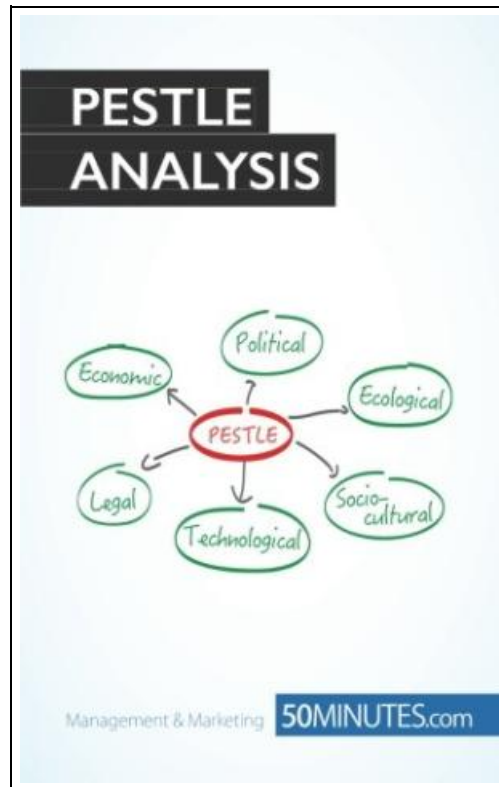 PESTLE
ANALYSIS
Political
Economic
Ecological
PESTLE
Legal
Socio-
cultural
Technological
Management & Marketing 50MINUTES.com